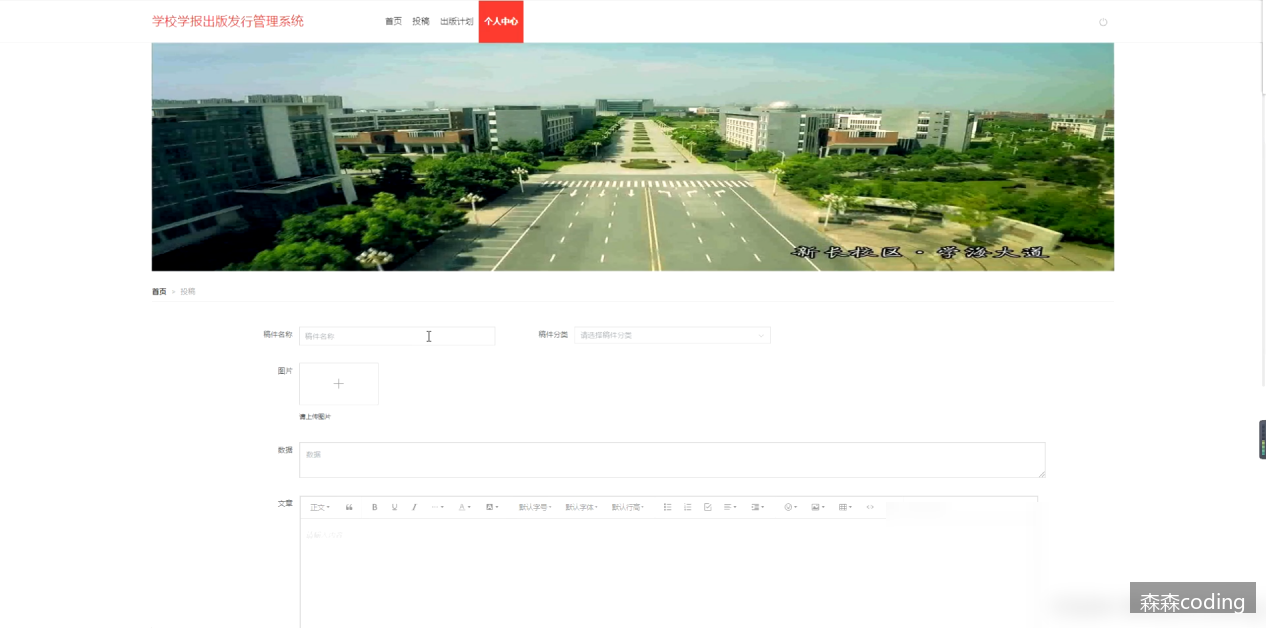 学校学报出版发行管理系统
首页 投稿 出版计划 个人中心
新长校区·学海大道
首页 投稿
稿件名称 稿件名称 稿件分类 请选择稿件分类
图片
请上传图片
数据 数据
文章 正文 B U I A 默认字号 默认字体 默认行高
森森coding